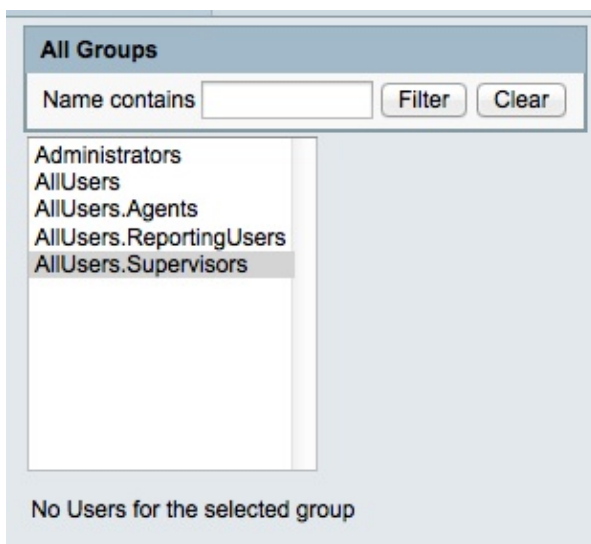 All Groups
Name contains Filter Clear
Administrators
AllUsers
AllUsers.Agents
AllUsers.ReportingUsers
AllUsers.Supervisors
No Users for the selected group